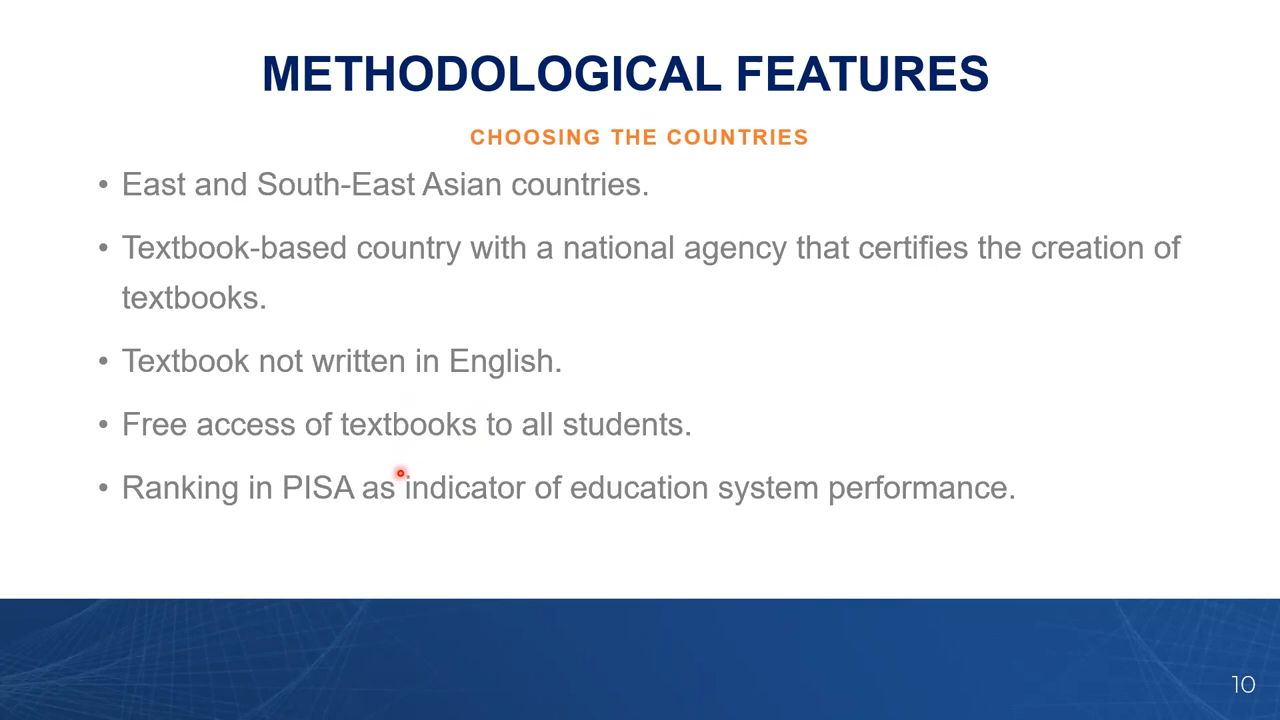 METHODOLOGICAL FEATURES
CHOOSING THE COUNTRIES
• East and South-East Asian countries.
• Textbook-based country with a national agency that certifies the creation of
textbooks.
• Textbook not written in English.
• Free access of textbooks to all students.
• Ranking in PISA as indicator of education system performance.
10